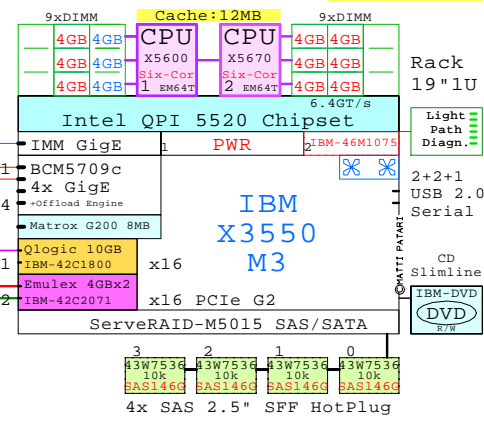 9xDIMM Cache:12MB 9xDIMM
4GB 4GB CPU CPU 4GB 4GB
4GB 4GB X5600 X5670 4GB 4GB
Six-Cor Six-Cor
4GB 4GB 1 EM64T 2 EM64T 4GB 4GB
Rack
19"1U
6.4GT/s
Intel QPI 5520 Chipset
Light
Path
Diagn.
IMM GigE 1 PWR 2 IBM-46M1075
1 BCM5709c
4x GigE
4 +Offload Engine
2+2+1
USB 2.0
Serial
Matrox G200 8MB
IBM
X3550
M3
©MATTI PATARI
Qlogic 10GB
1 IBM-42C1800 x16
Emulex 4GBx2
2 IBM-42C2071 x16 PCIe G2
CD
Slimline
IBM-DVD
DVD
R/W
ServeRAID-M5015 SAS/SATA
3 2 1 0
43W7536 43W7536 43W7536 43W7536
10k 10k 10k 10k
SAS146G SAS146G SAS146G SAS146G
4x SAS 2.5" SFF HotPlug